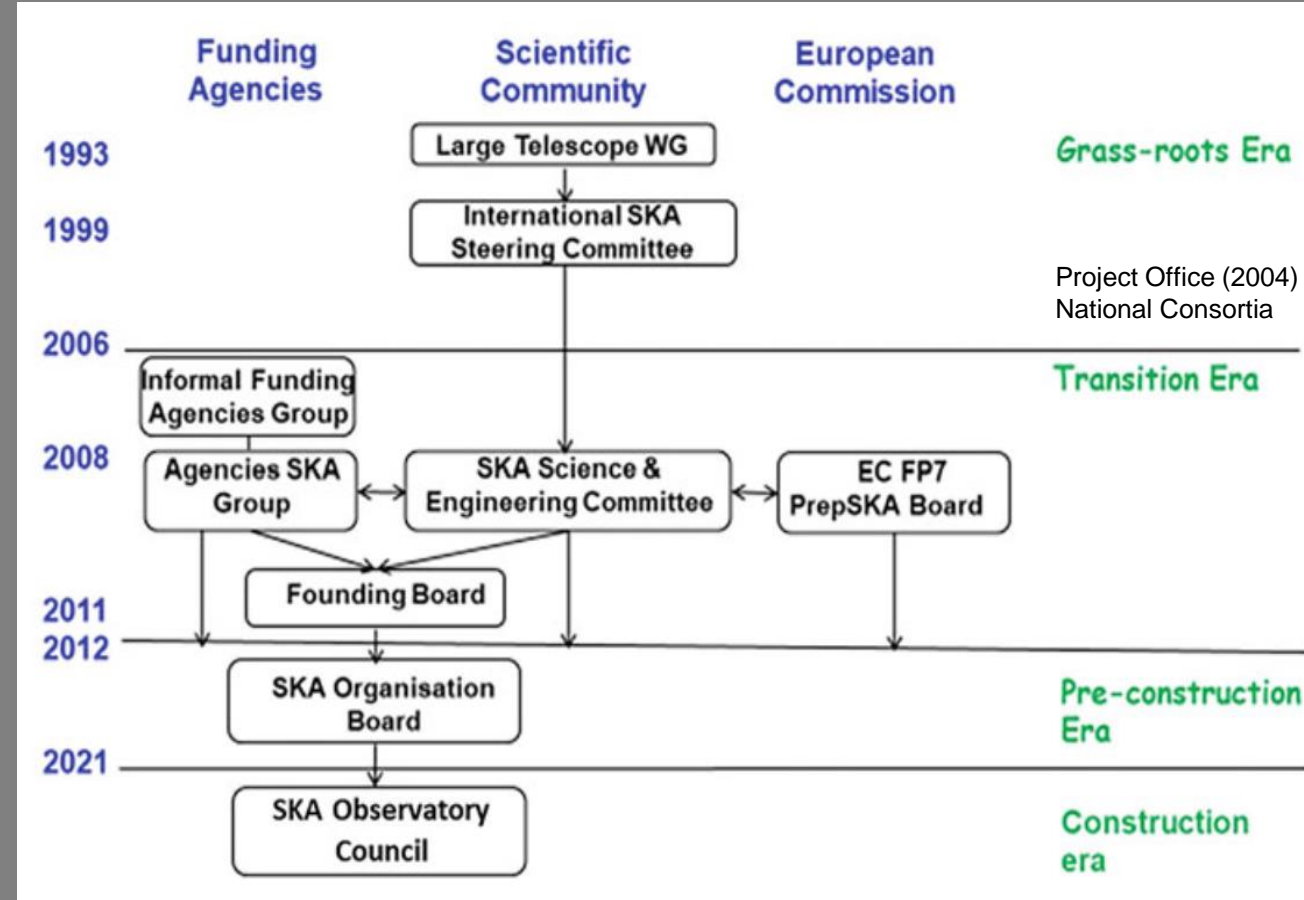 Funding
Agencies
Scientific
Community
European
Commission
1993
Large Telescope WG
Grass-roots Era
1999
International SKA
Steering Committee
Project Office (2004)
National Consortia
2006
Informal Funding
Agencies Group
Transition Era
2008
Agencies SKA
Group
SKA Science &
Engineering Committee
EC FP7
PrepSKA Board
Founding Board
2011
2012
SKA Organisation
Board
Pre-construction
Era
2021
SKA Observatory
Council
Construction
era